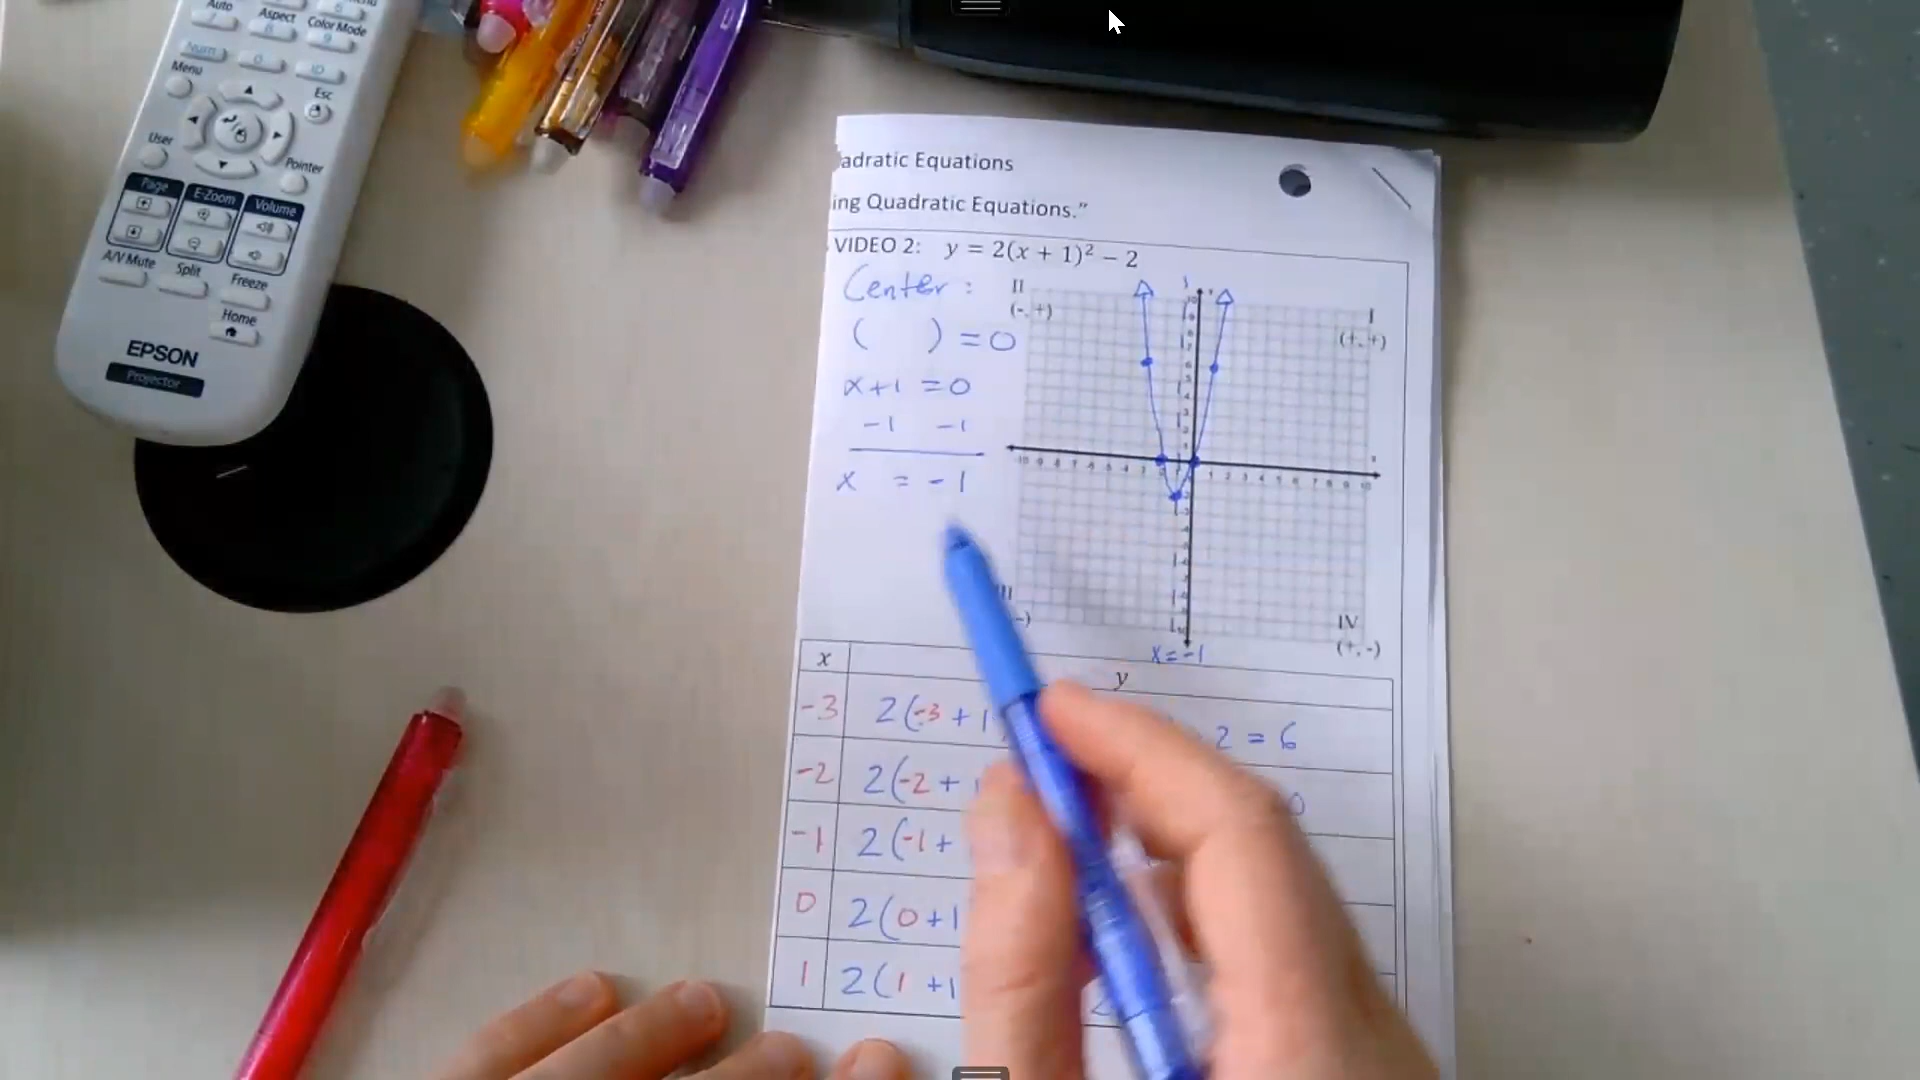 Auto
Aspect
Color Mode
Num
ID
Menu
Esc
User
Pointer
Page
E-Zoom
Volume
A/V Mute
Split
Freeze
Home
EPSON
Projector
adratic Equations
ing Quadratic Equations."
VIDEO 2: y = 2(x + 1)² − 2
Center:
( ) = 0
x+1 = 0
-1 -1
x = -1
II
(-, +)
I
(+, +)
IV
(+, -)
x=-1
x y
-3 2(-3 + 1 2 = 6
-2 2(-2 + 0
-1 2(-1 +
0 2(0+1
1 2(1 +1